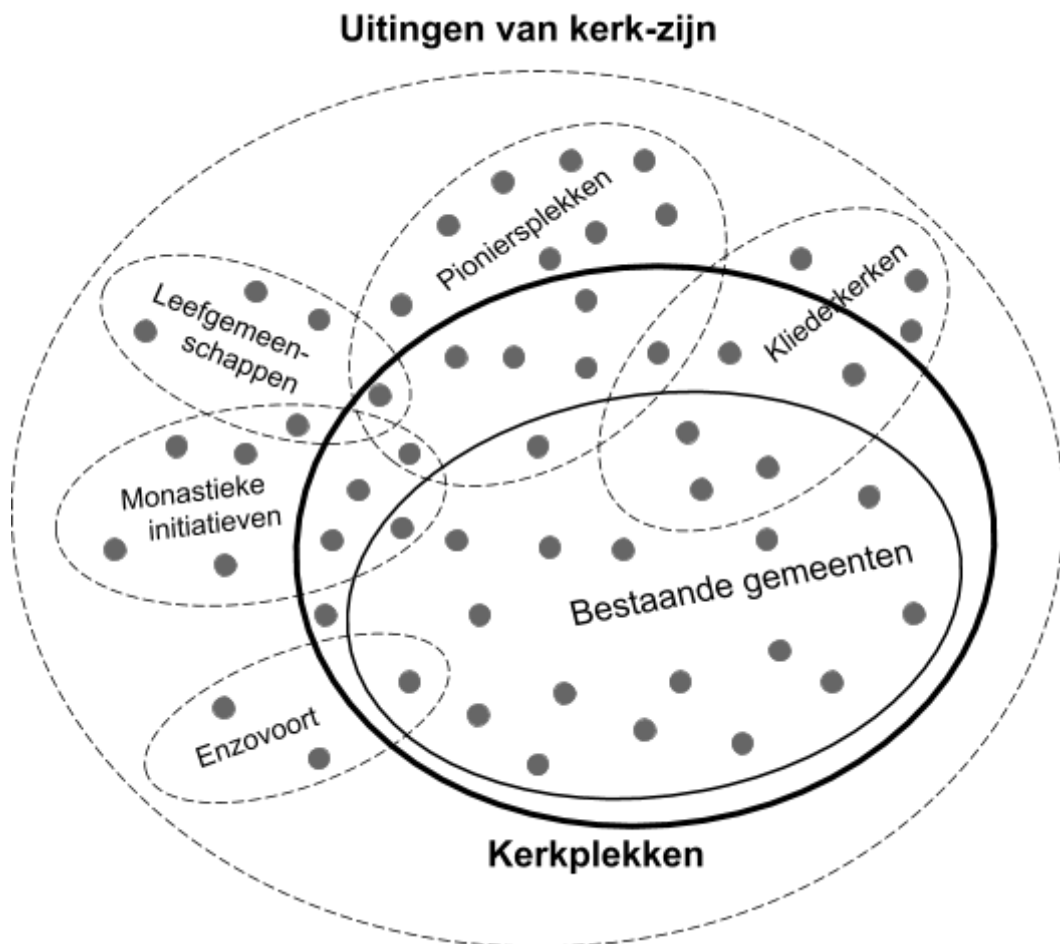 Uitingen van kerk-zijn
Pioniersplekken
Kliederkerken
Leefgemeen-
schappen
Monastieke
initiatieven
Bestaande gemeenten
Enzovoort
Kerkplekken